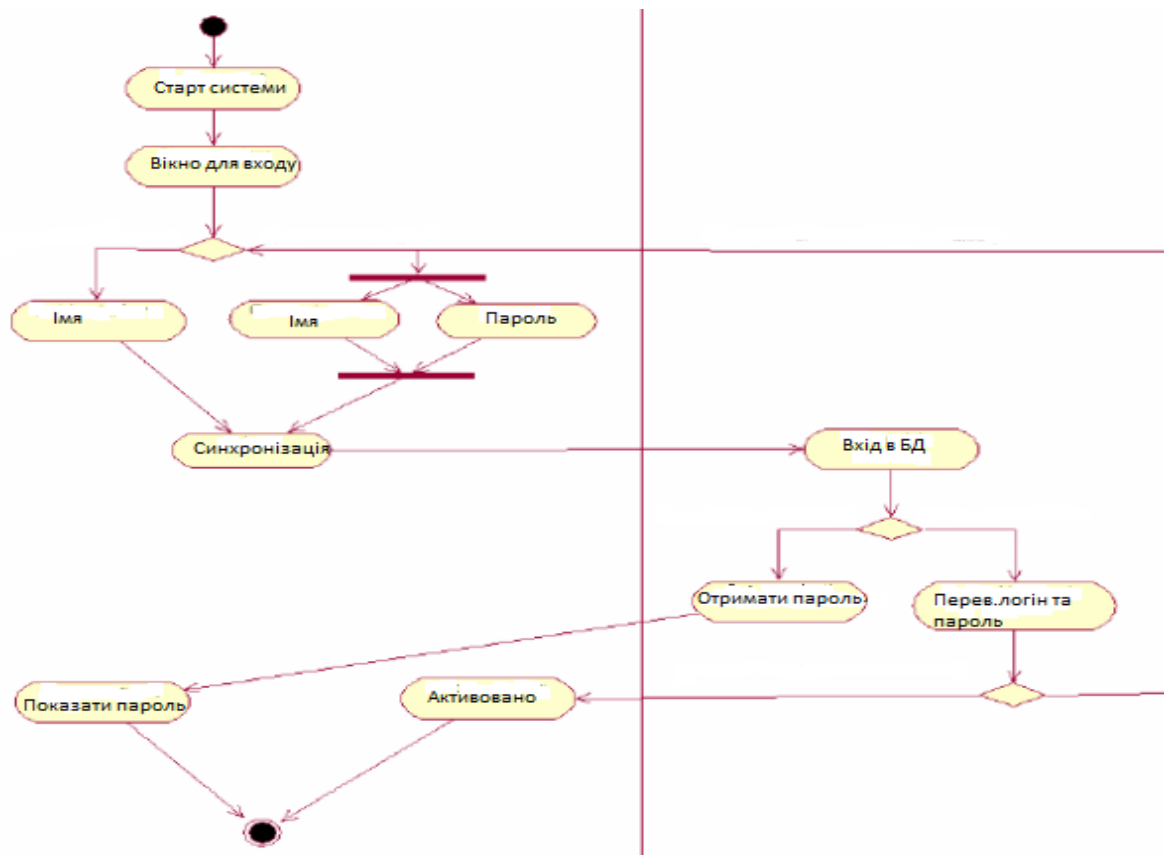 Старт системи
Вікно для входу
Імя
Імя
Пароль
Синхронізація
Вхід в БД
Отримати пароль
Перев.логін та
пароль
Показати пароль
Активовано